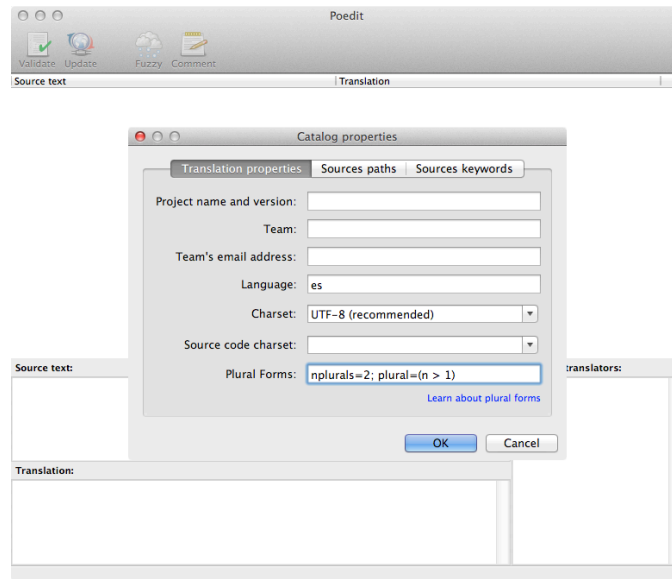 Poedit
Validate Update Fuzzy Comment
Source text Translation
Catalog properties
Translation properties Sources paths Sources keywords
Project name and version:
Team:
Team's email address:
Language: es
Charset: UTF-8 (recommended)
Source code charset:
Plural Forms: nplurals=2; plural=(n > 1)
Learn about plural forms
OK Cancel
Source text: translators:
Translation: